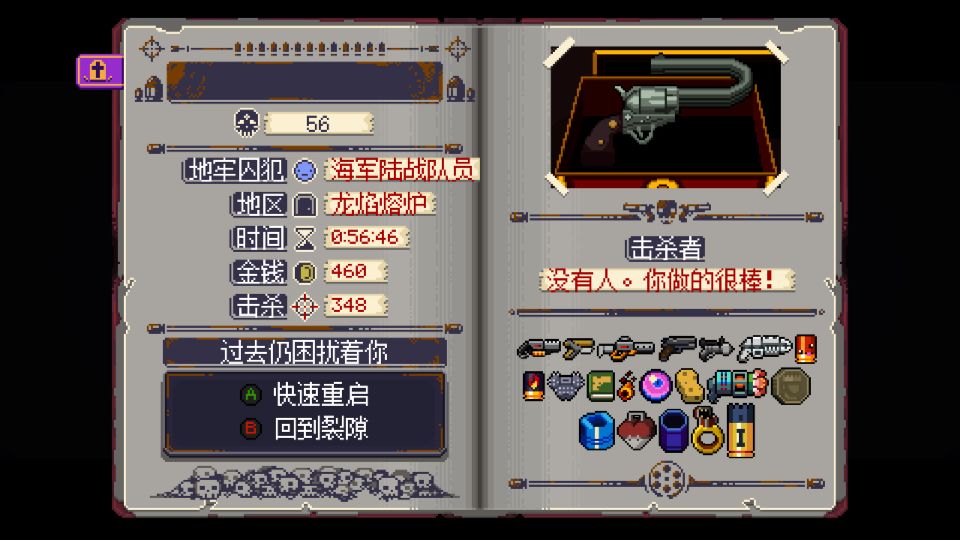 56
地牢囚犯 海军陆战队员
地区 龙焰熔炉
时间 0:56:46
金钱 460
击杀 348
过去仍困扰着你
A 快速重启
B 回到裂隙
击杀者
没有人。你做的很棒!
I